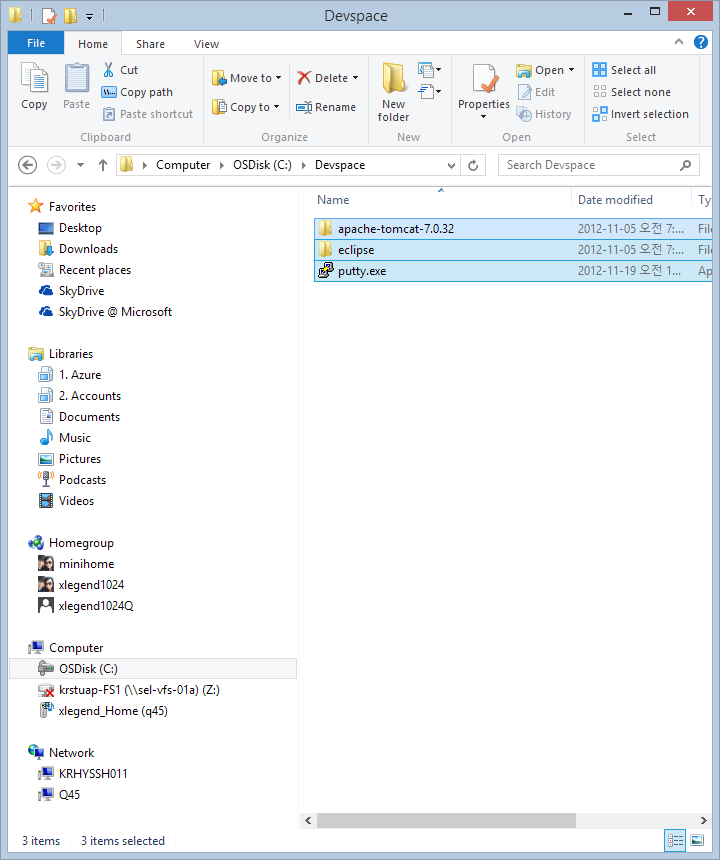 Devspace
File Home Share View
Copy
Paste
Cut
Copy path
Paste shortcut
Clipboard
Move to
Copy to
Delete
Rename
Organize
New
folder
New
Properties
Open
Edit
History
Open
Select all
Select none
Invert selection
Select
Computer OSDisk (C:) Devspace
Search Devspace
Favorites
Desktop
Downloads
Recent places
SkyDrive
SkyDrive @ Microsoft
Libraries
1. Azure
2. Accounts
Documents
Music
Pictures
Podcasts
Videos
Homegroup
minihome
xlegend1024
xlegend1024Q
Computer
OSDisk (C:)
krstuap-FS1 (\\sel-vfs-01a) (Z:)
xlegend_Home (q45)
Network
KRHYSSH011
Q45
Name Date modified Ty
apache-tomcat-7.0.32 2012-11-05 오전 7:... File
eclipse 2012-11-05 오전 7:... File
putty.exe 2012-11-19 오전 1... Ap
3 items 3 items selected